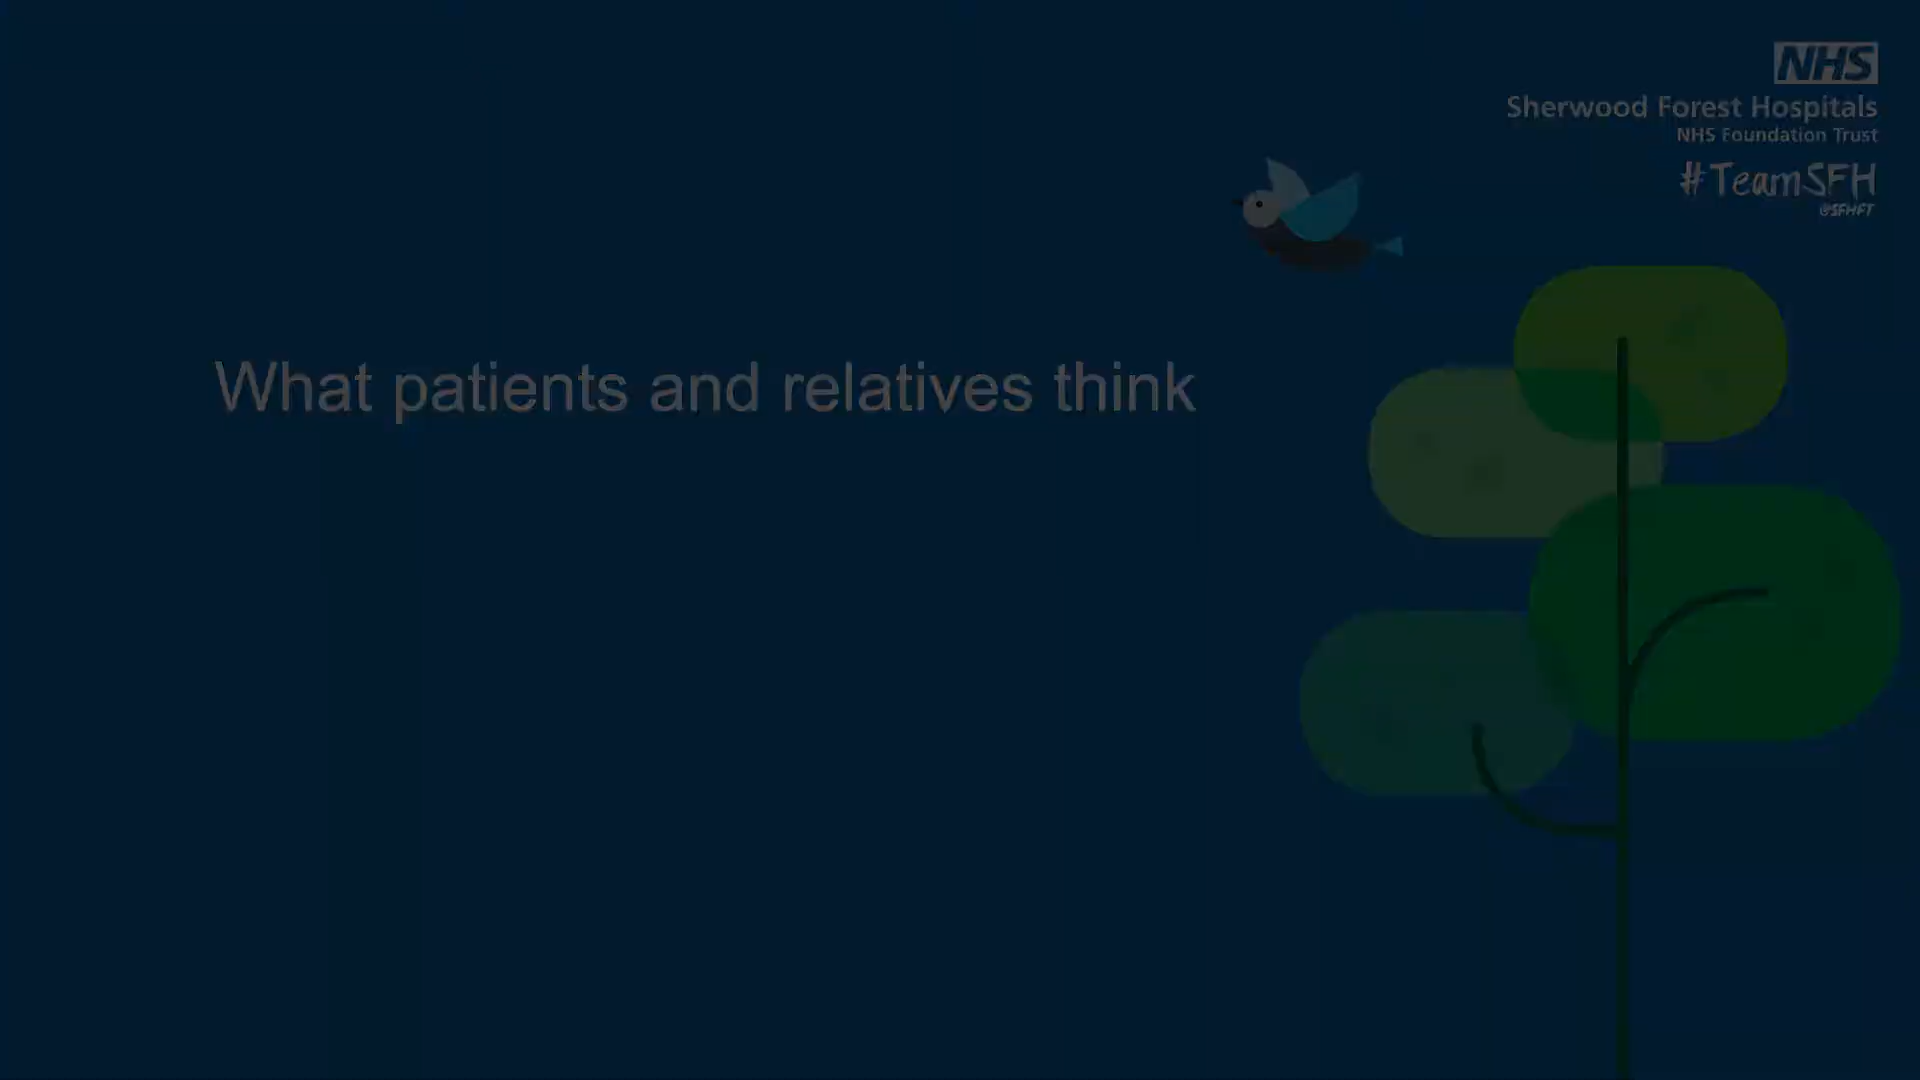 NHS
Sherwood Forest Hospitals
NHS Foundation Trust
#TeamSFH
@SFHFT
What patients and relatives think